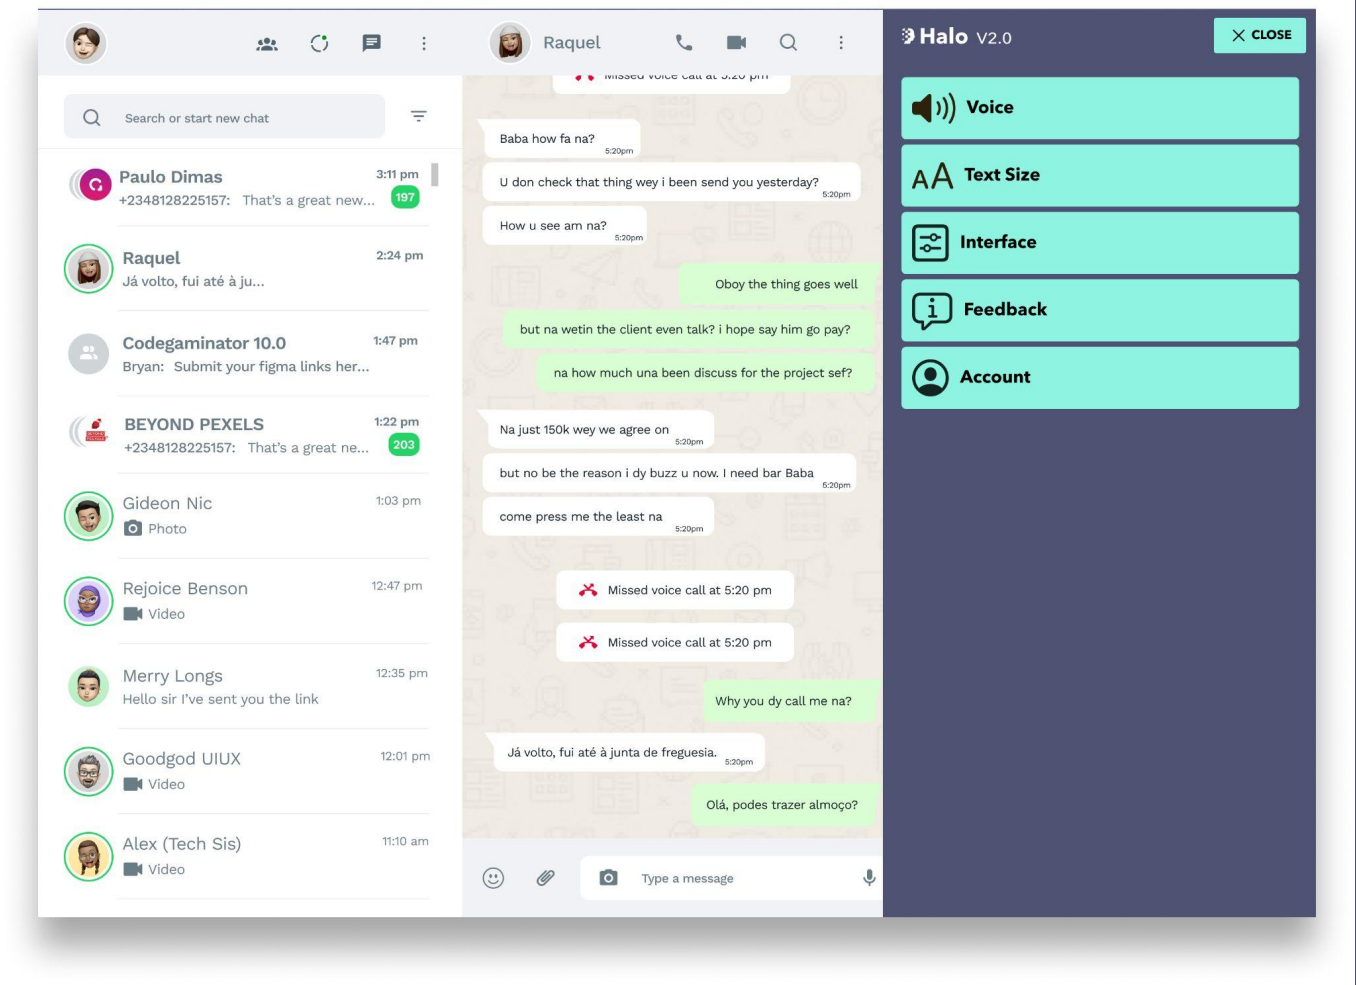 Search or start new chat
Paulo Dimas
3:11 pm
+2348128225157: That's a great new...
197
Raquel
2:24 pm
Já volto, fui até à ju...
Codegaminator 10.0
1:47 pm
Bryan: Submit your figma links her...
BEYOND PEXELS
1:22 pm
+2348128225157: That's a great ne...
203
Gideon Nic
1:03 pm
Photo
Rejoice Benson
12:47 pm
Video
Merry Longs
12:35 pm
Hello sir I've sent you the link
Goodgod UIUX
12:01 pm
Video
Alex (Tech Sis)
11:10 am
Video
Raquel
Missed voice call at 5:20 pm
Baba how fa na?
5:20pm
U don check that thing wey i been send you yesterday?
5:20pm
How u see am na?
5:20pm
Oboy the thing goes well
but na wetin the client even talk? i hope say him go pay?
na how much una been discuss for the project sef?
Na just 150k wey we agree on
5:20pm
but no be the reason i dy buzz u now. I need bar Baba
5:20pm
come press me the least na
5:20pm
Missed voice call at 5:20 pm
Missed voice call at 5:20 pm
Why you dy call me na?
Já volto, fui até à junta de freguesia.
5:20pm
Olá, podes trazer almoço?
Type a message
Halo V2.0
CLOSE
Voice
AA Text Size
Interface
Feedback
Account